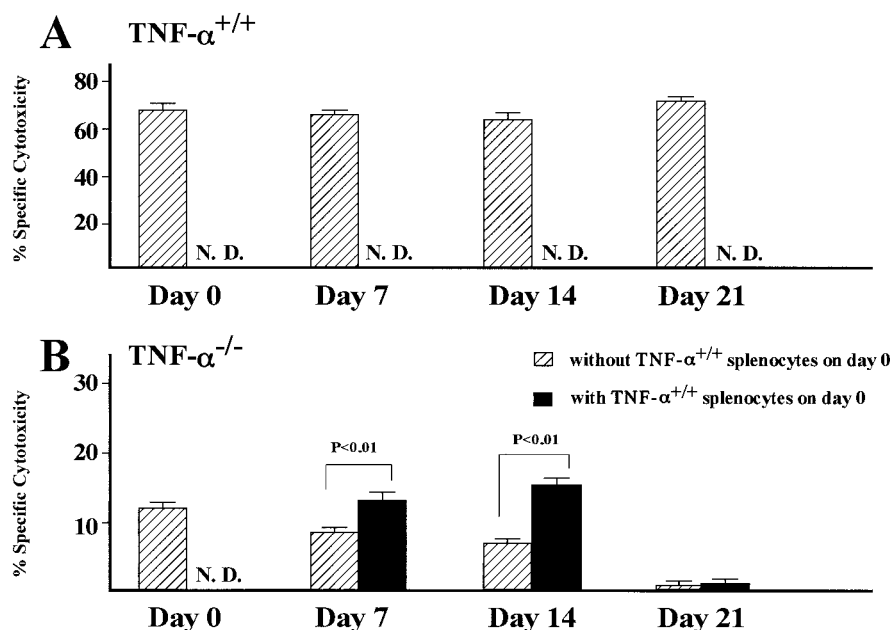 A TNF-α+/+
% Specific Cytotoxicity
80
60
40
20
N. D. N. D. N. D. N. D.
Day 0 Day 7 Day 14 Day 21
B TNF-α-/-
% Specific Cytotoxicity
30
20
10
without TNF-α+/+ splenocytes on day 0
with TNF-α+/+ splenocytes on day 0
P<0.01 P<0.01
N. D.
Day 0 Day 7 Day 14 Day 21